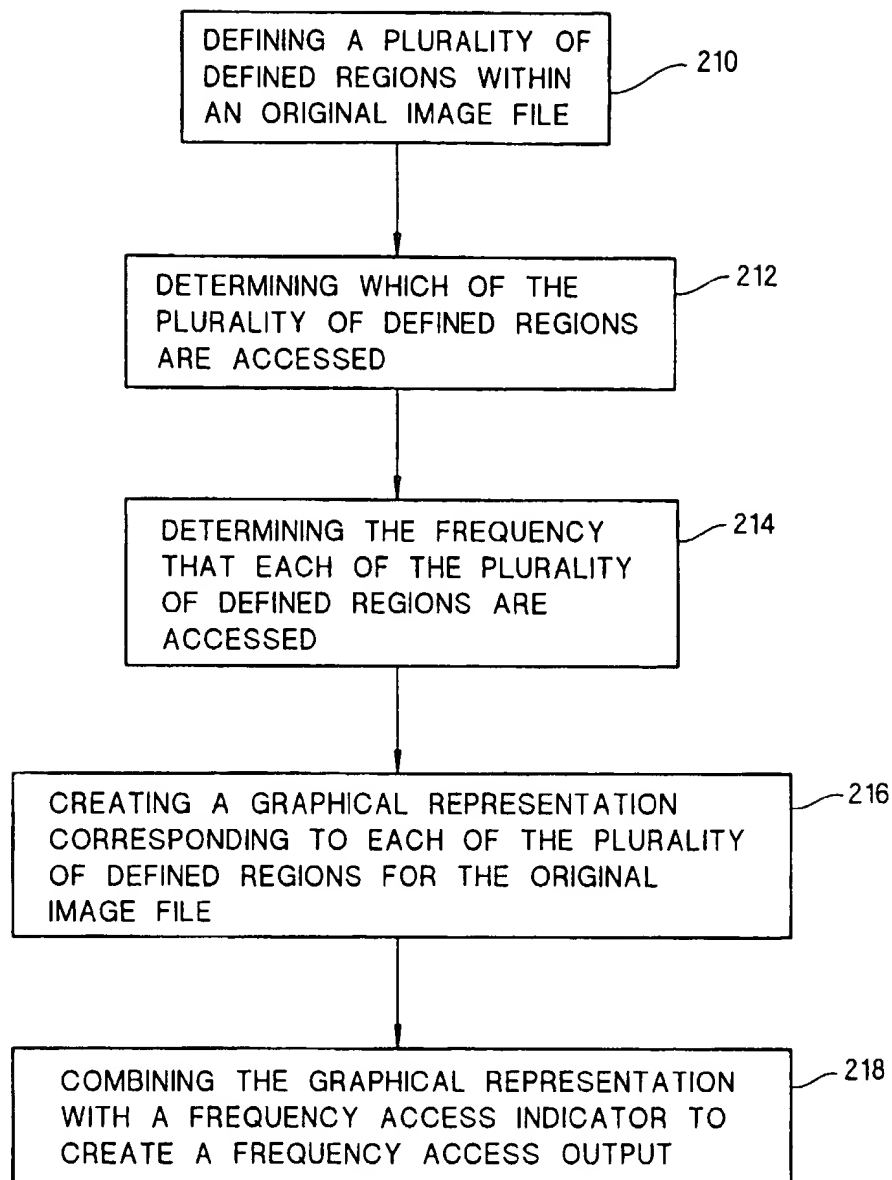 DEFINING A PLURALITY OF
DEFINED REGIONS WITHIN
AN ORIGINAL IMAGE FILE
210
DETERMINING WHICH OF THE
PLURALITY OF DEFINED REGIONS
ARE ACCESSED
212
DETERMINING THE FREQUENCY
THAT EACH OF THE PLURALITY
OF DEFINED REGIONS ARE
ACCESSED
214
CREATING A GRAPHICAL REPRESENTATION
CORRESPONDING TO EACH OF THE PLURALITY
OF DEFINED REGIONS FOR THE ORIGINAL
IMAGE FILE
216
COMBINING THE GRAPHICAL REPRESENTATION
WITH A FREQUENCY ACCESS INDICATOR TO
CREATE A FREQUENCY ACCESS OUTPUT
218